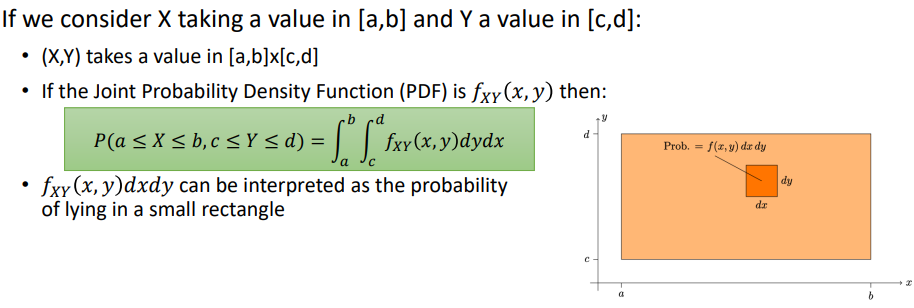 If we consider X taking a value in [a,b] and Y a value in [c,d]:
• (X,Y) takes a value in [a,b]x[c,d]
• If the Joint Probability Density Function (PDF) is $f_{XY}(x, y)$ then:
$P(a \leq X \leq b, c \leq Y \leq d) = \int_a^b \int_c^d f_{XY}(x, y)dydx$
• $f_{XY}(x, y)dxdy$ can be interpreted as the probability
of lying in a small rectangle
y
d
Prob. = f(x, y) dx dy
dy
dx
c
x
a
b